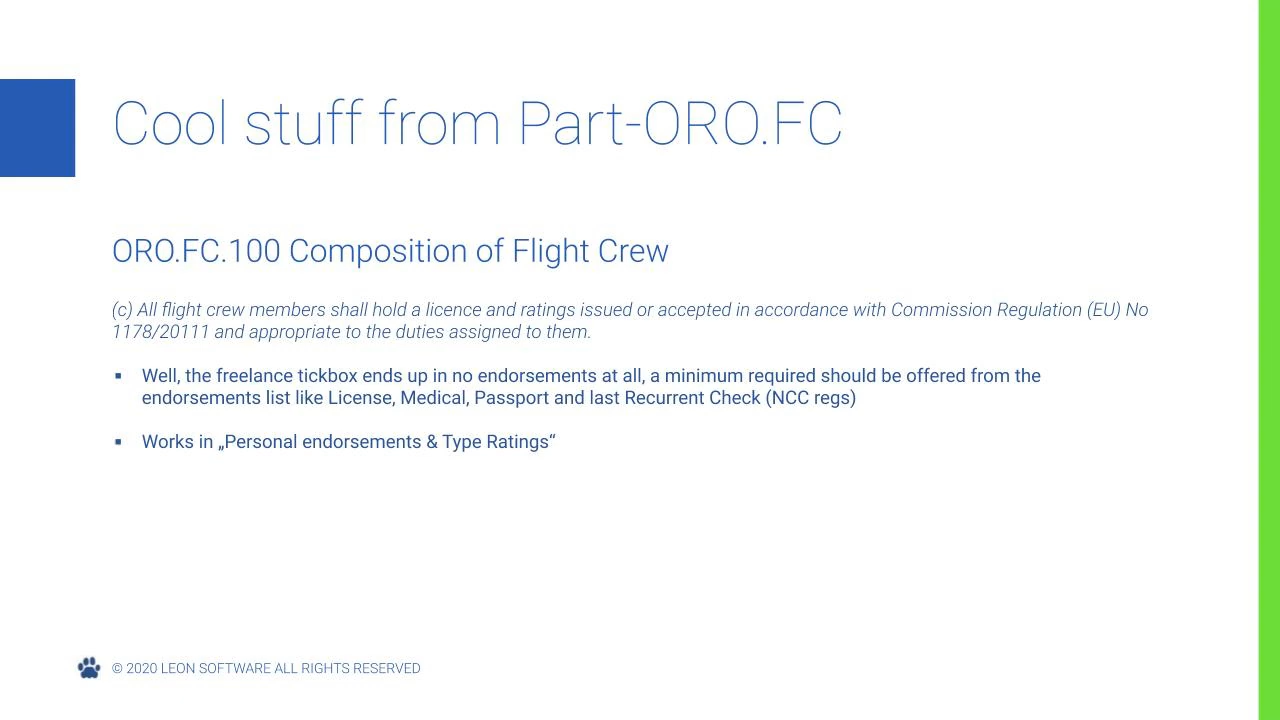 Cool stuff from Part-ORO.FC
ORO.FC.100 Composition of Flight Crew
(c) All flight crew members shall hold a licence and ratings issued or accepted in accordance with Commission Regulation (EU) No
1178/20111 and appropriate to the duties assigned to them.
▪ Well, the freelance tickbox ends up in no endorsements at all, a minimum required should be offered from the
endorsements list like License, Medical, Passport and last Recurrent Check (NCC regs)
▪ Works in „Personal endorsements & Type Ratings“
© 2020 LEON SOFTWARE ALL RIGHTS RESERVED